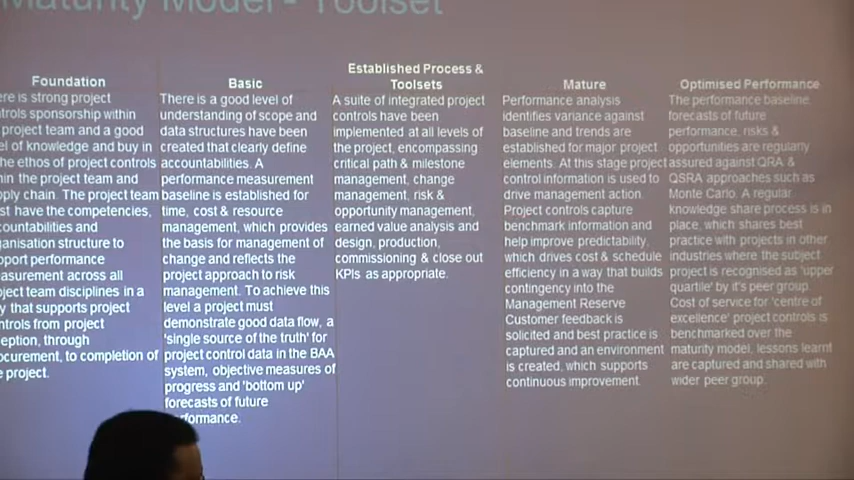 Maturity Model - Toolset
Foundation
ere is strong project
ntrols sponsorship within
project team and a good
el of knowledge and buy in
the ethos of project controls
hin the project team and
pply chain. The project team
st have the competencies,
countabilities and
ganisation structure to
pport performance
asurement across all
oject team disciplines in a
y that supports project
ntrols from project
eption, through
ocurement, to completion of
e project.
Basic
There is a good level of
understanding of scope and
data structures have been
created that clearly define
accountabilities. A
performance measurement
baseline is established for
time, cost & resource
management, which provides
the basis for management of
change and reflects the
project approach to risk
management. To achieve this
level a project must
demonstrate good data flow, a
'single source of the truth' for
project control data in the BAA
system, objective measures of
progress and 'bottom up'
forecasts of future
rformance.
Established Process &
Toolsets
A suite of integrated project
controls have been
implemented at all levels of
the project, encompassing
critical path & milestone
management, change
management, risk &
opportunity management,
earned value analysis and
design, production,
commissioning & close out
KPIs as appropriate.
Mature
Performance analysis
identifies variance against
baseline and trends are
established for major project
elements. At this stage project
control information is used to
drive management action.
Project controls capture
benchmark information and
help improve predictability,
which drives cost & schedule
efficiency in a way that builds
contingency into the
Management Reserve
Customer feedback is
solicited and best practice is
captured and an environment
is created, which supports
continuous improvement.
Optimised Performance
The performance baseline,
forecasts of future
performance, risks &
opportunities are regularly
assured against QRA &
QSRA approaches such as
Monte Carlo. A regular
knowledge share process is in
place, which shares best
practice with projects in other
industries where the subject
project is recognised as 'upper
quartile' by it's peer group.
Cost of service for 'centre of
excellence' project controls is
benchmarked over the
maturity model, lessons learnt
are captured and shared with
wider peer group.